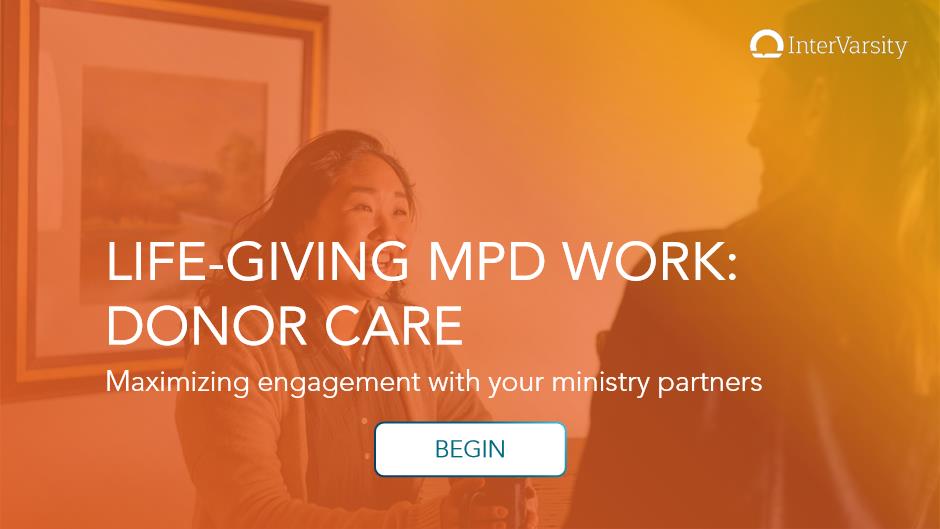 InterVarsity
LIFE-GIVING MPD WORK:
DONOR CARE
Maximizing engagement with your ministry partners
BEGIN